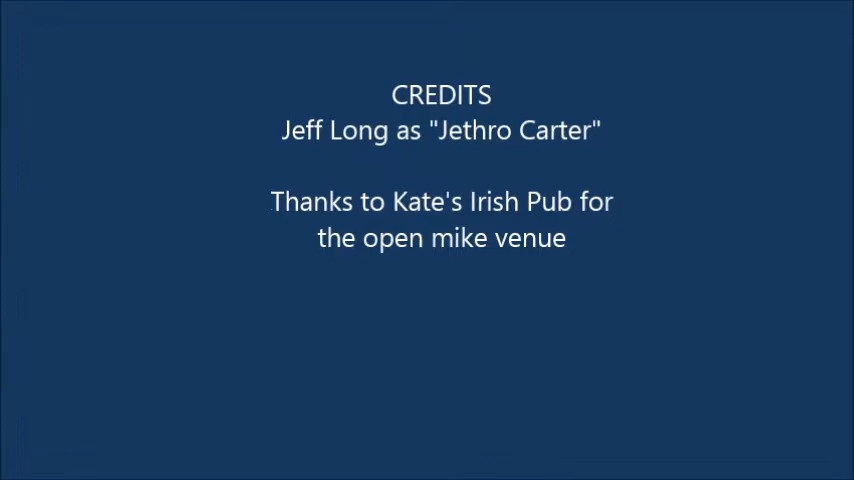 CREDITS
Jeff Long as "Jethro Carter"
Thanks to Kate's Irish Pub for
the open mike venue